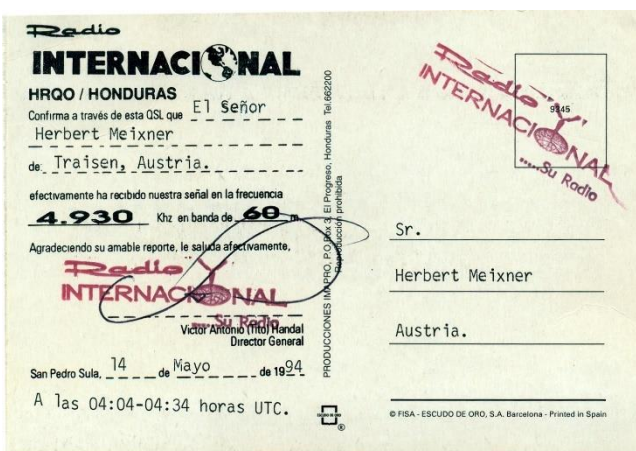 Radio
INTERNACIONAL
HRQO / HONDURAS
Confirma a través de esta QSL que El Señor
Herbert Meixner
de: Traisen, Austria.
efectivamente ha recibido nuestra señal en la frecuencia
4.930 Khz en banda de 60 m.
Agradeciendo su amable reporte, le saluda afectivamente,
Radio
INTERNACIONAL
.....Su Radio
Victor Antonio (Tito) Handal
Director General
San Pedro Sula, 14 de Mayo de 1994
A las 04:04-04:34 horas UTC.
PRODUCCIONES IMAPRO, P.O.Box 3, El Progreso, Honduras Tel.662200
Reproducción prohibida
ESCUDO DE ORO
®
9345
Radio
INTERNACIONAL
.....Su Radio
Sr.
Herbert Meixner
Austria.
© FISA - ESCUDO DE ORO, S.A. Barcelona - Printed in Spain